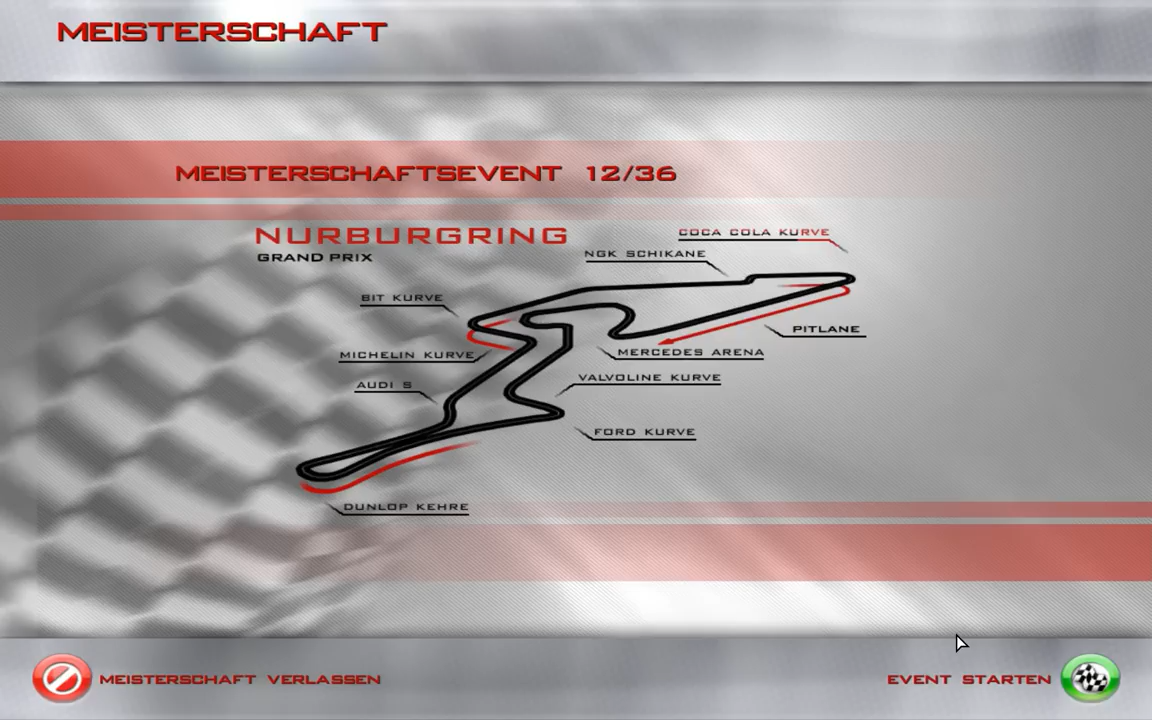 MEISTERSCHAFT
MEISTERSCHAFTSEVENT 12/36
NURBURGRING
GRAND PRIX
COCA COLA KURVE
NGK SCHIKANE
BIT KURVE
PITLANE
MICHELIN KURVE
MERCEDES ARENA
AUDI S
VALVOLINE KURVE
FORD KURVE
DUNLOP KEHRE
MEISTERSCHAFT VERLASSEN
EVENT STARTEN